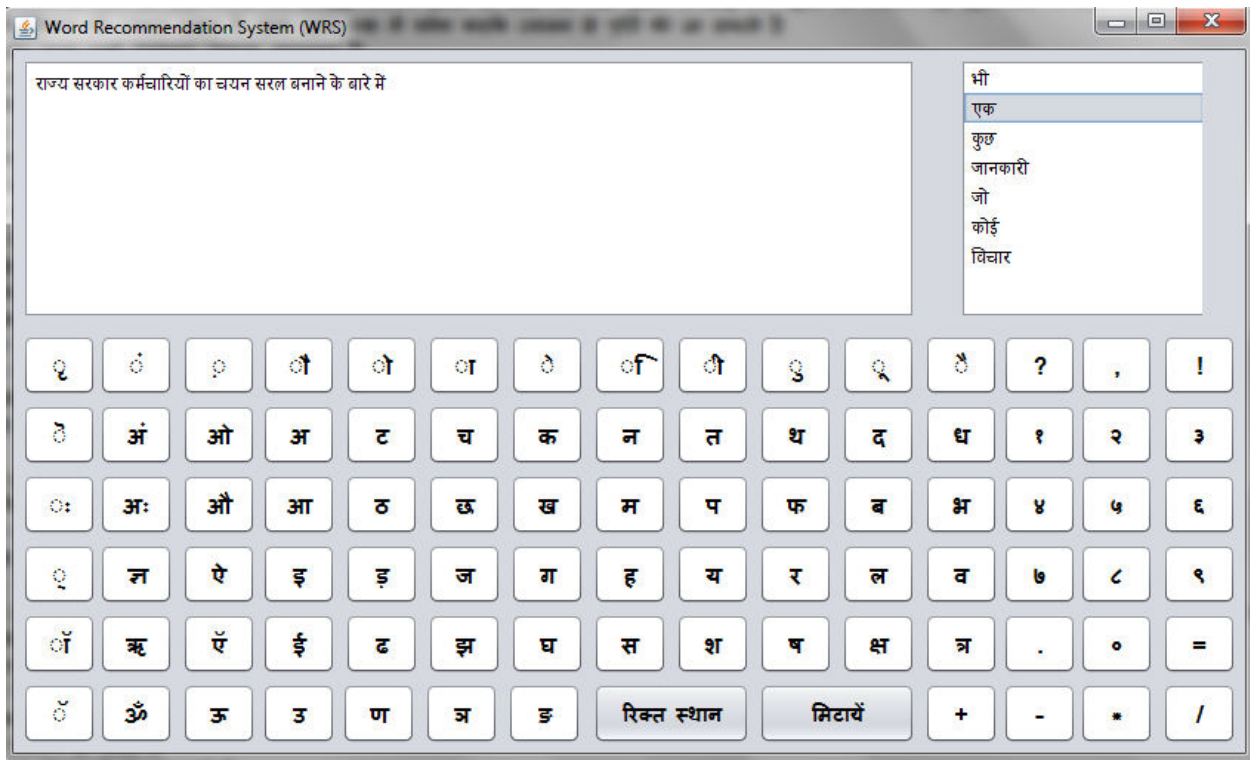 Word Recommendation System (WRS)
राज्य सरकार कर्मचारियों का चयन सरल बनाने के बारे में
भी
एक
कुछ
जानकारी
जो
कोई
विचार
ृ ं ़ ौ ो ा े ि ी ु ू ै ? , !
ॆ अं ओ अ ट च क न त थ द ध १ २ ३
ः अः औ आ ठ छ ख म प फ ब भ ४ ५ ६
् ज्ञ ऐ इ ड़ ज ग ह य र ल व ७ ८ ९
ॉ ऋ ऍ ई ढ झ घ स श ष क्ष त्र . ० =
ॅ ॐ ऊ उ ण ञ ङ रिक्त स्थान मिटायें + - * /